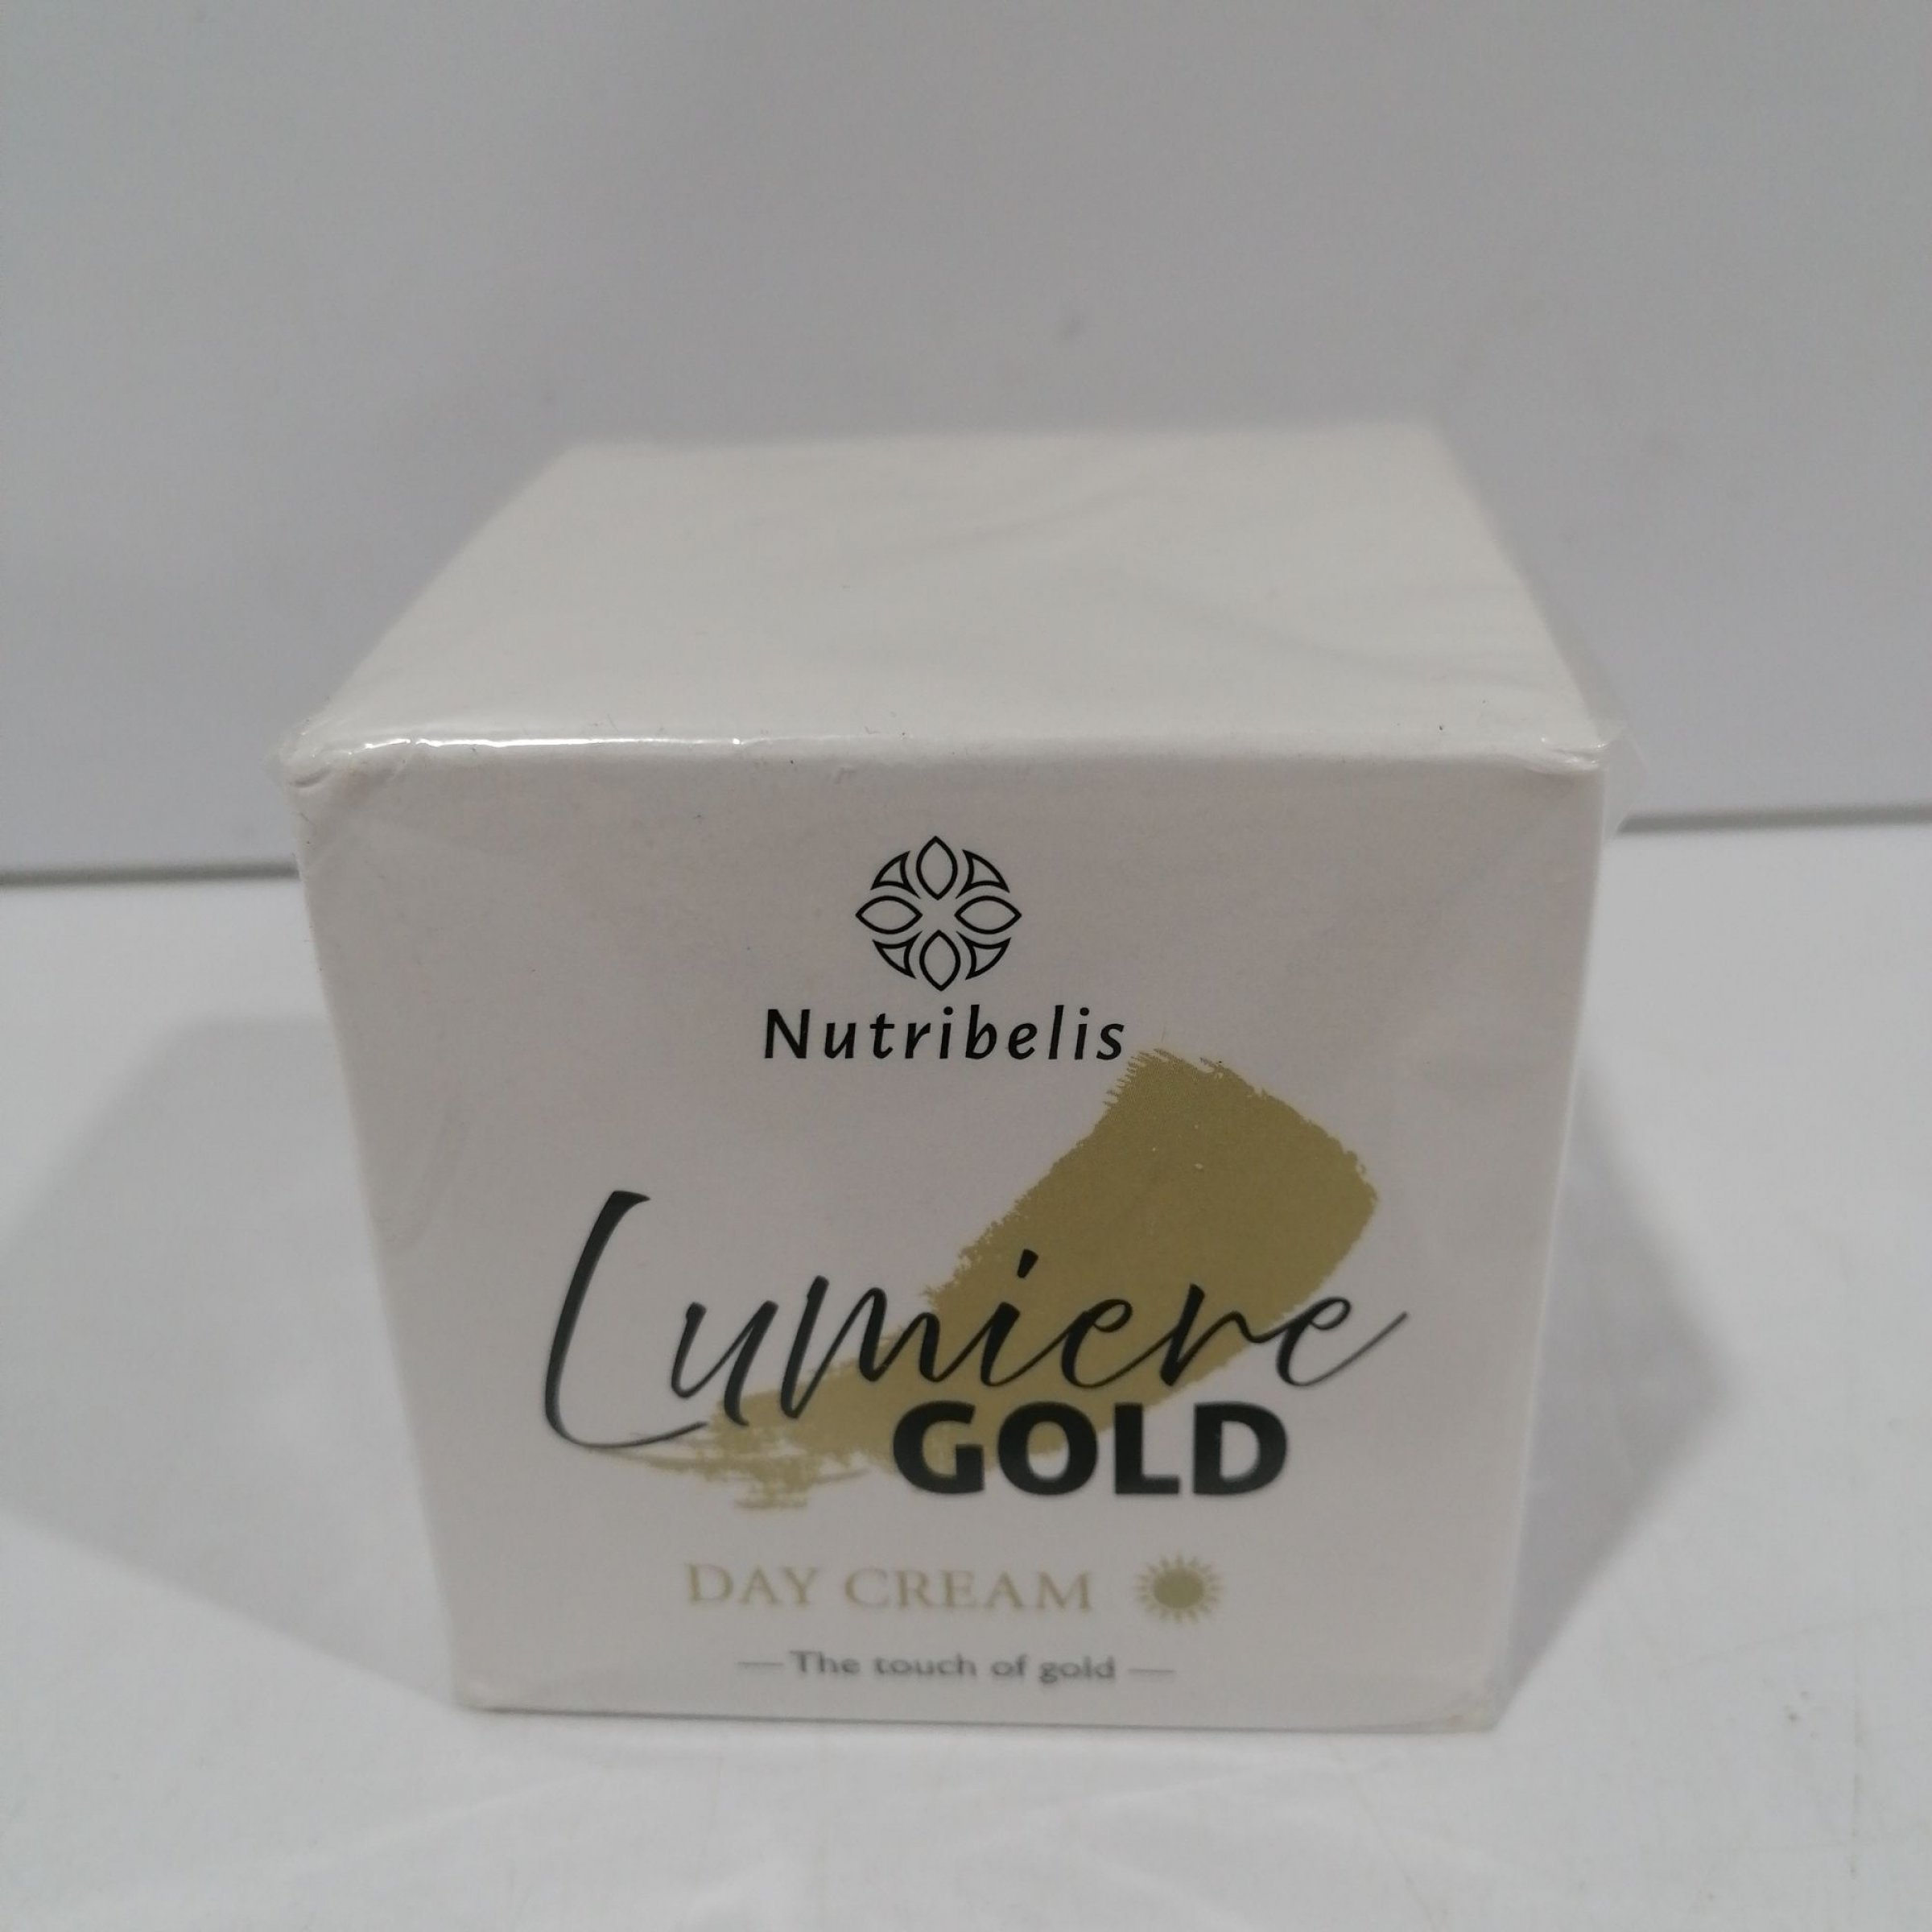 Nutribelis
Lumiere
GOLD
DAY CREAM
—The touch of gold—